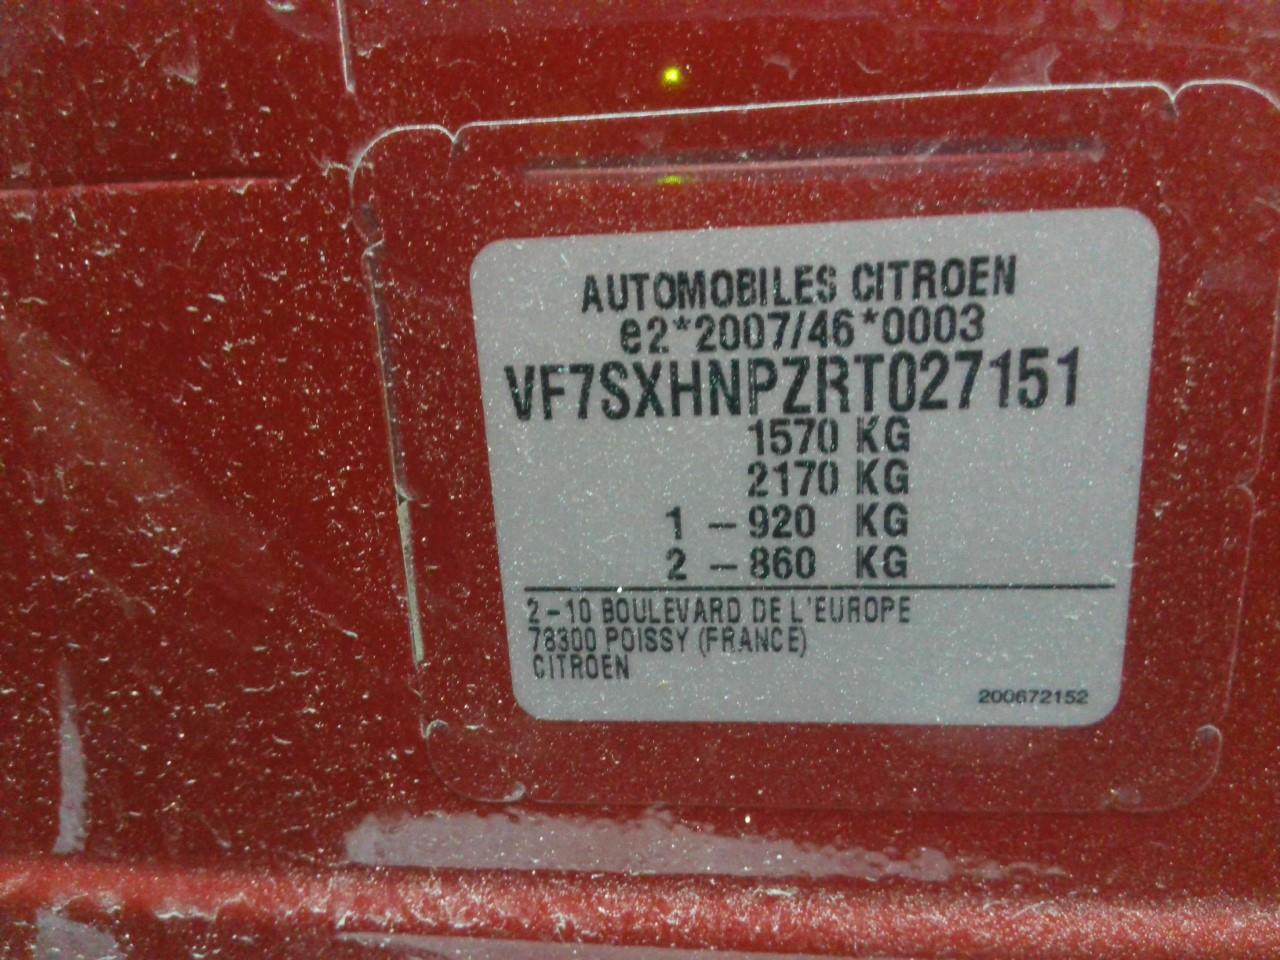 AUTOMOBILES CITROEN
e2*2007/46*0003
VF7SXHNPZRT027151
1570 KG
2170 KG
1 – 920 KG
2 – 860 KG
2-10 BOULEVARD DE L'EUROPE
78300 POISSY (FRANCE)
CITROEN
200672152